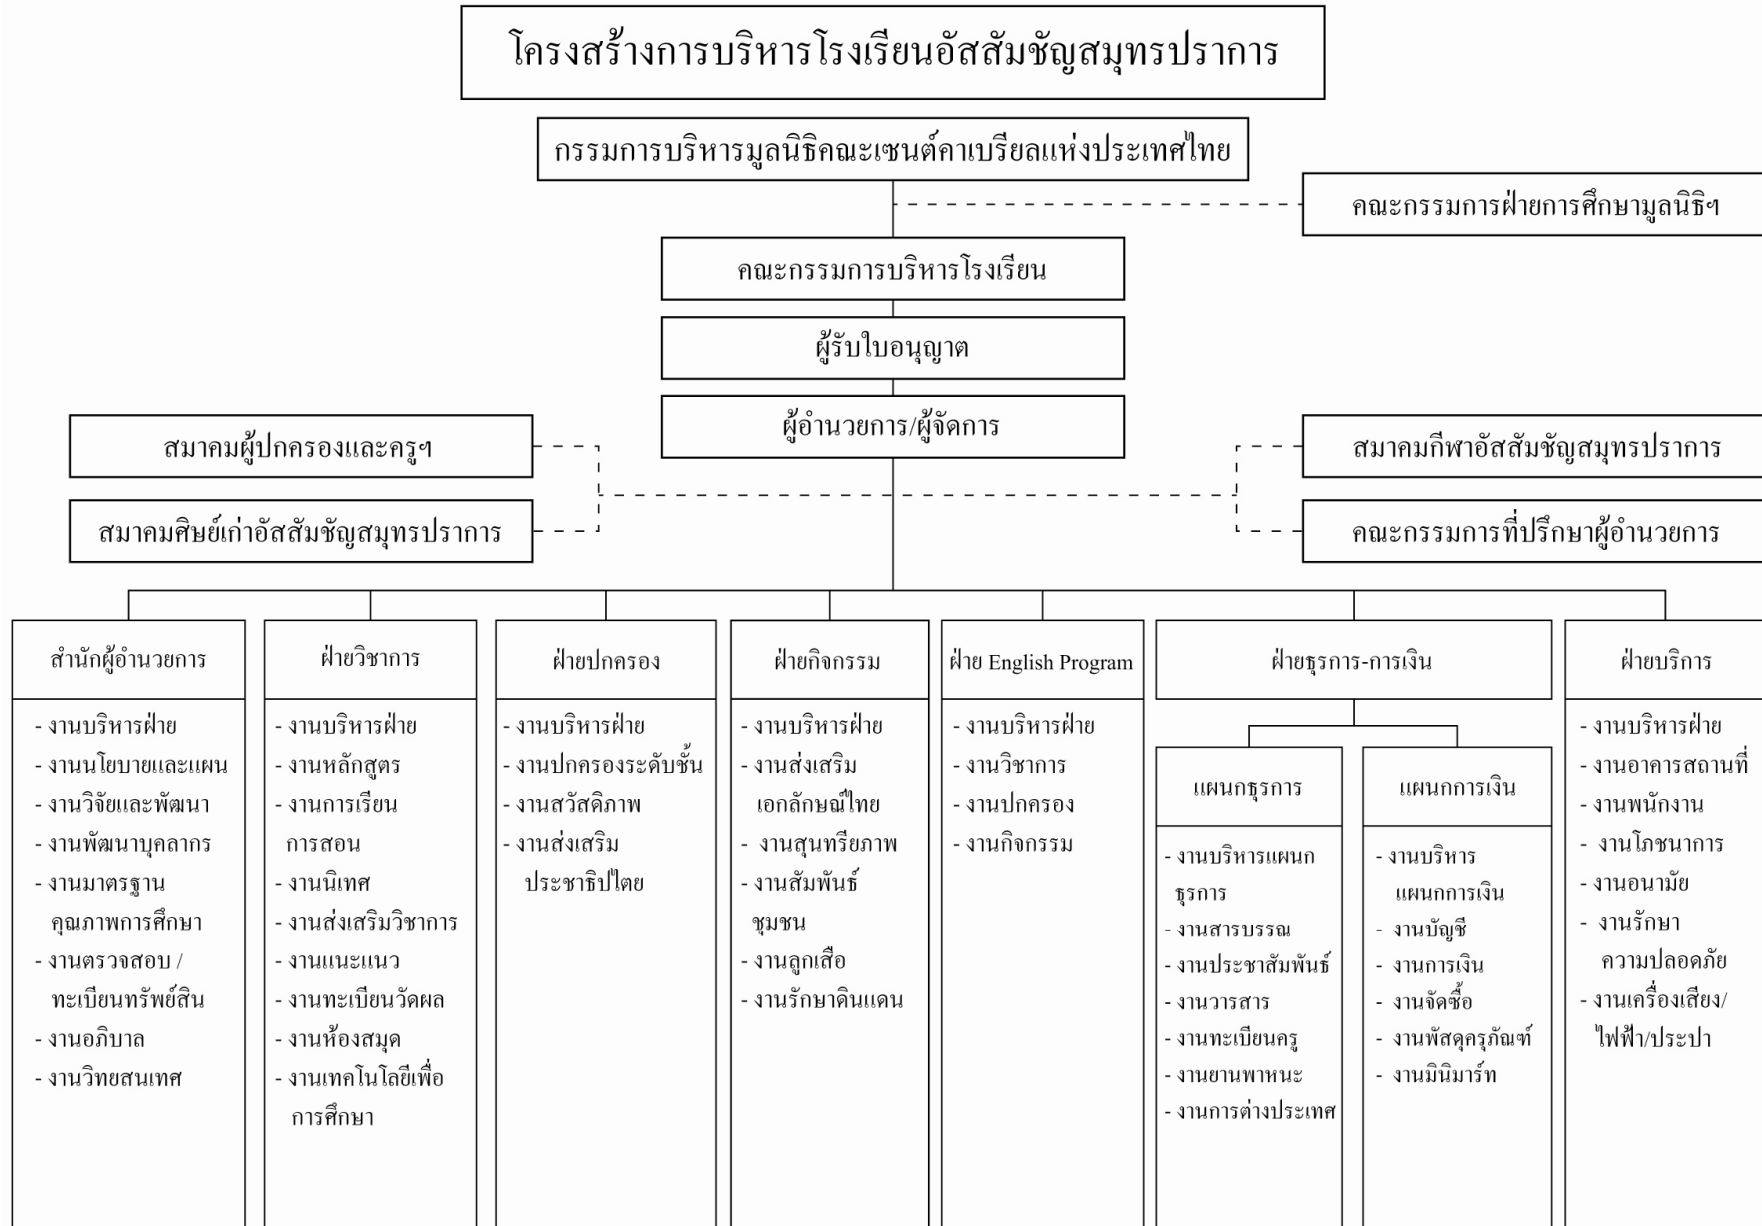 โครงสร้างการบริหารโรงเรียนอัสสัมชัญสมุทรปราการ
กรรมการบริหารมูลนิธิคณะเซนต์คาเบรียลแห่งประเทศไทย
คณะกรรมการฝ่ายการศึกษามูลนิธิฯ
คณะกรรมการบริหารโรงเรียน
ผู้รับใบอนุญาต
ผู้อำนวยการ/ผู้จัดการ
สมาคมผู้ปกครองและครูฯ
สมาคมกีฬาอัสสัมชัญสมุทรปราการ
สมาคมศิษย์เก่าอัสสัมชัญสมุทรปราการ
คณะกรรมการที่ปรึกษาผู้อำนวยการ
สำนักผู้อำนวยการ
- งานบริหารฝ่าย
- งานนโยบายและแผน
- งานวิจัยและพัฒนา
- งานพัฒนาบุคลากร
- งานมาตรฐาน
คุณภาพการศึกษา
- งานตรวจสอบ /
ทะเบียนทรัพย์สิน
- งานอภิบาล
- งานวิทยสนเทศ
ฝ่ายวิชาการ
- งานบริหารฝ่าย
- งานหลักสูตร
- งานการเรียน
การสอน
- งานนิเทศ
- งานส่งเสริมวิชาการ
- งานแนะแนว
- งานทะเบียนวัดผล
- งานห้องสมุด
- งานเทคโนโลยีเพื่อ
การศึกษา
ฝ่ายปกครอง
- งานบริหารฝ่าย
- งานปกครองระดับชั้น
- งานสวัสดิภาพ
- งานส่งเสริม
ประชาธิปไตย
ฝ่ายกิจกรรม
- งานบริหารฝ่าย
- งานส่งเสริม
เอกลักษณ์ไทย
- งานสุนทรียภาพ
- งานสัมพันธ์
ชุมชน
- งานลูกเสือ
- งานรักษาดินแดน
ฝ่าย English Program
- งานบริหารฝ่าย
- งานวิชาการ
- งานปกครอง
- งานกิจกรรม
ฝ่ายธุรการ-การเงิน
แผนกธุรการ
- งานบริหารแผนก
ธุรการ
- งานสารบรรณ
- งานประชาสัมพันธ์
- งานวารสาร
- งานทะเบียนครู
- งานยานพาหนะ
- งานการต่างประเทศ
แผนกการเงิน
- งานบริหาร
แผนกการเงิน
- งานบัญชี
- งานการเงิน
- งานจัดซื้อ
- งานพัสดุครุภัณฑ์
- งานมินิมาร์ท
ฝ่ายบริการ
- งานบริหารฝ่าย
- งานอาคารสถานที่
- งานพนักงาน
- งานโภชนาการ
- งานอนามัย
- งานรักษา
ความปลอดภัย
- งานเครื่องเสียง/
ไฟฟ้า/ประปา